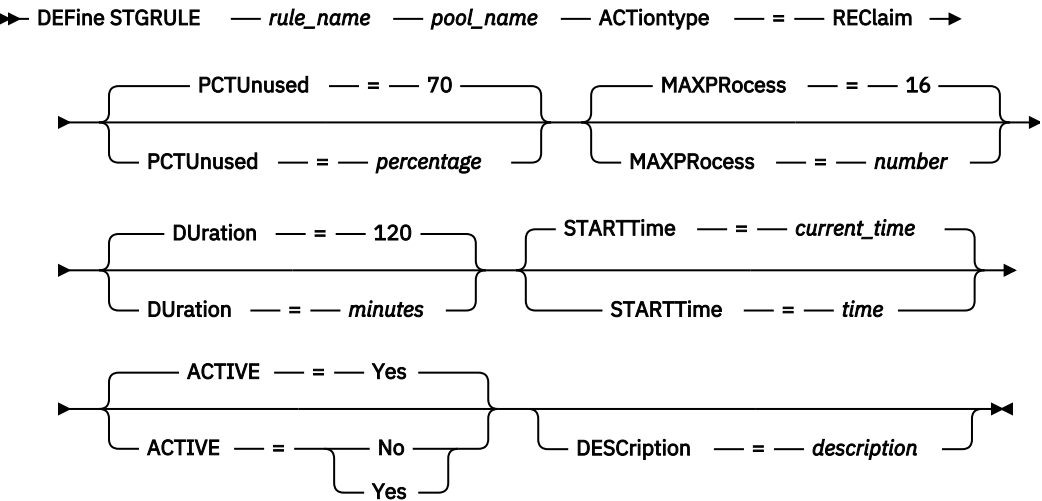 DEFine STGRULE rule_name pool_name ACTiontype = REClaim
PCTUnused = 70 MAXPRocess = 16
PCTUnused = percentage MAXPRocess = number
DUration = 120 STARTTime = current_time
DUration = minutes STARTTime = time
ACTIVE = Yes
ACTIVE = No DESCription = description
Yes